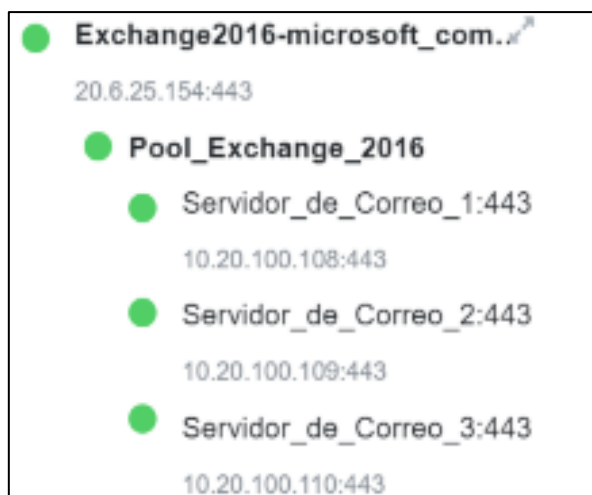 Exchange2016-microsoft_com...
20.6.25.154:443
Pool_Exchange_2016
Servidor_de_Correo_1:443
10.20.100.108:443
Servidor_de_Correo_2:443
10.20.100.109:443
Servidor_de_Correo_3:443
10.20.100.110:443